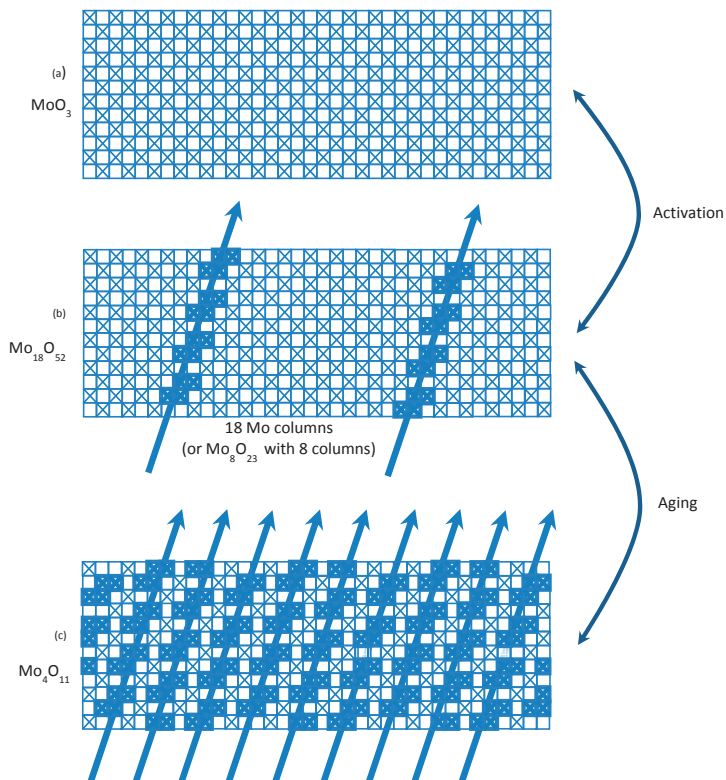 (a)
MoO3
Activation
(b)
Mo18O52
18 Mo columns
(or Mo8O23 with 8 columns)
Aging
(c)
Mo4O11